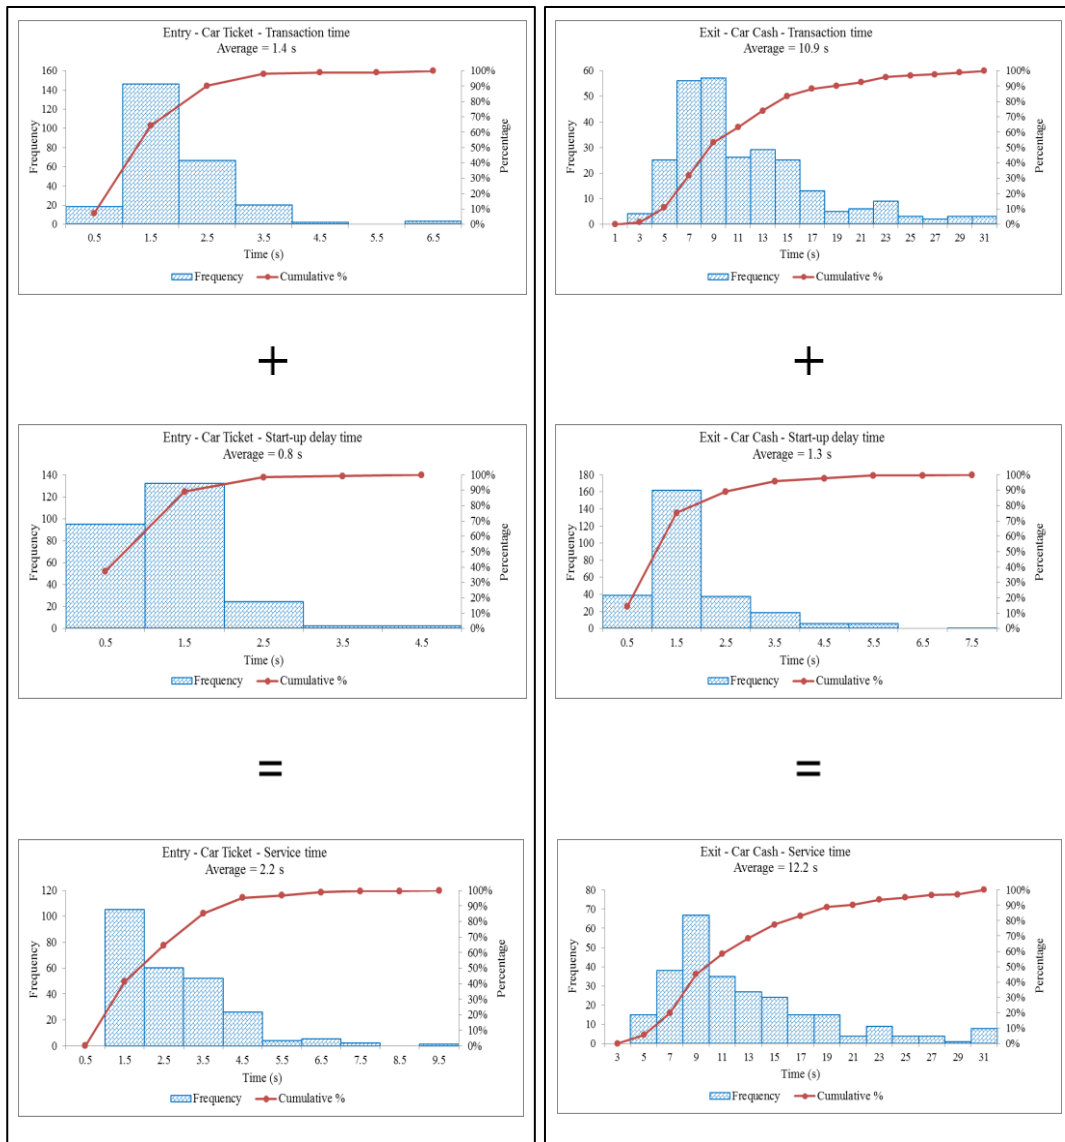 Entry - Car Ticket - Transaction time
Average = 1.4 s
Frequency
160
140
120
100
80
60
40
20
0
100%
90%
80%
70%
60%
50%
40%
30%
20%
10%
0%
Percentage
0.5 1.5 2.5 3.5 4.5 5.5 6.5
Time (s)
Frequency Cumulative %
+
Entry - Car Ticket - Start-up delay time
Average = 0.8 s
Frequency
140
120
100
80
60
40
20
0
100%
90%
80%
70%
60%
50%
40%
30%
20%
10%
0%
Percentage
0.5 1.5 2.5 3.5 4.5
Time (s)
Frequency Cumulative %
=
Entry - Car Ticket - Service time
Average = 2.2 s
Frequency
120
100
80
60
40
20
0
100%
90%
80%
70%
60%
50%
40%
30%
20%
10%
0%
Percentage
0.5 1.5 2.5 3.5 4.5 5.5 6.5 7.5 8.5 9.5
Time (s)
Frequency Cumulative %
Exit - Car Cash - Transaction time
Average = 10.9 s
Frequency
60
50
40
30
20
10
0
100%
90%
80%
70%
60%
50%
40%
30%
20%
10%
0%
Percentage
1 3 5 7 9 11 13 15 17 19 21 23 25 27 29 31
Time (s)
Frequency Cumulative %
+
Exit - Car Cash - Start-up delay time
Average = 1.3 s
Frequency
180
160
140
120
100
80
60
40
20
0
100%
90%
80%
70%
60%
50%
40%
30%
20%
10%
0%
Percentage
0.5 1.5 2.5 3.5 4.5 5.5 6.5 7.5
Time (s)
Frequency Cumulative %
=
Exit - Car Cash - Service time
Average = 12.2 s
Frequency
80
70
60
50
40
30
20
10
0
100%
90%
80%
70%
60%
50%
40%
30%
20%
10%
0%
Percentage
3 5 7 9 11 13 15 17 19 21 23 25 27 29 31
Time (s)
Frequency Cumulative %